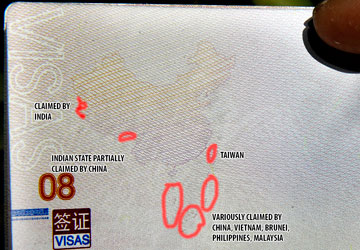 VISAS
CLAIMED BY
INDIA
INDIAN STATE PARTIALLY
CLAIMED BY CHINA
TAIWAN
08
VARIOUSLY CLAIMED BY
CHINA, VIETNAM, BRUNEI,
PHILIPPINES, MALAYSIA
签证
VISAS